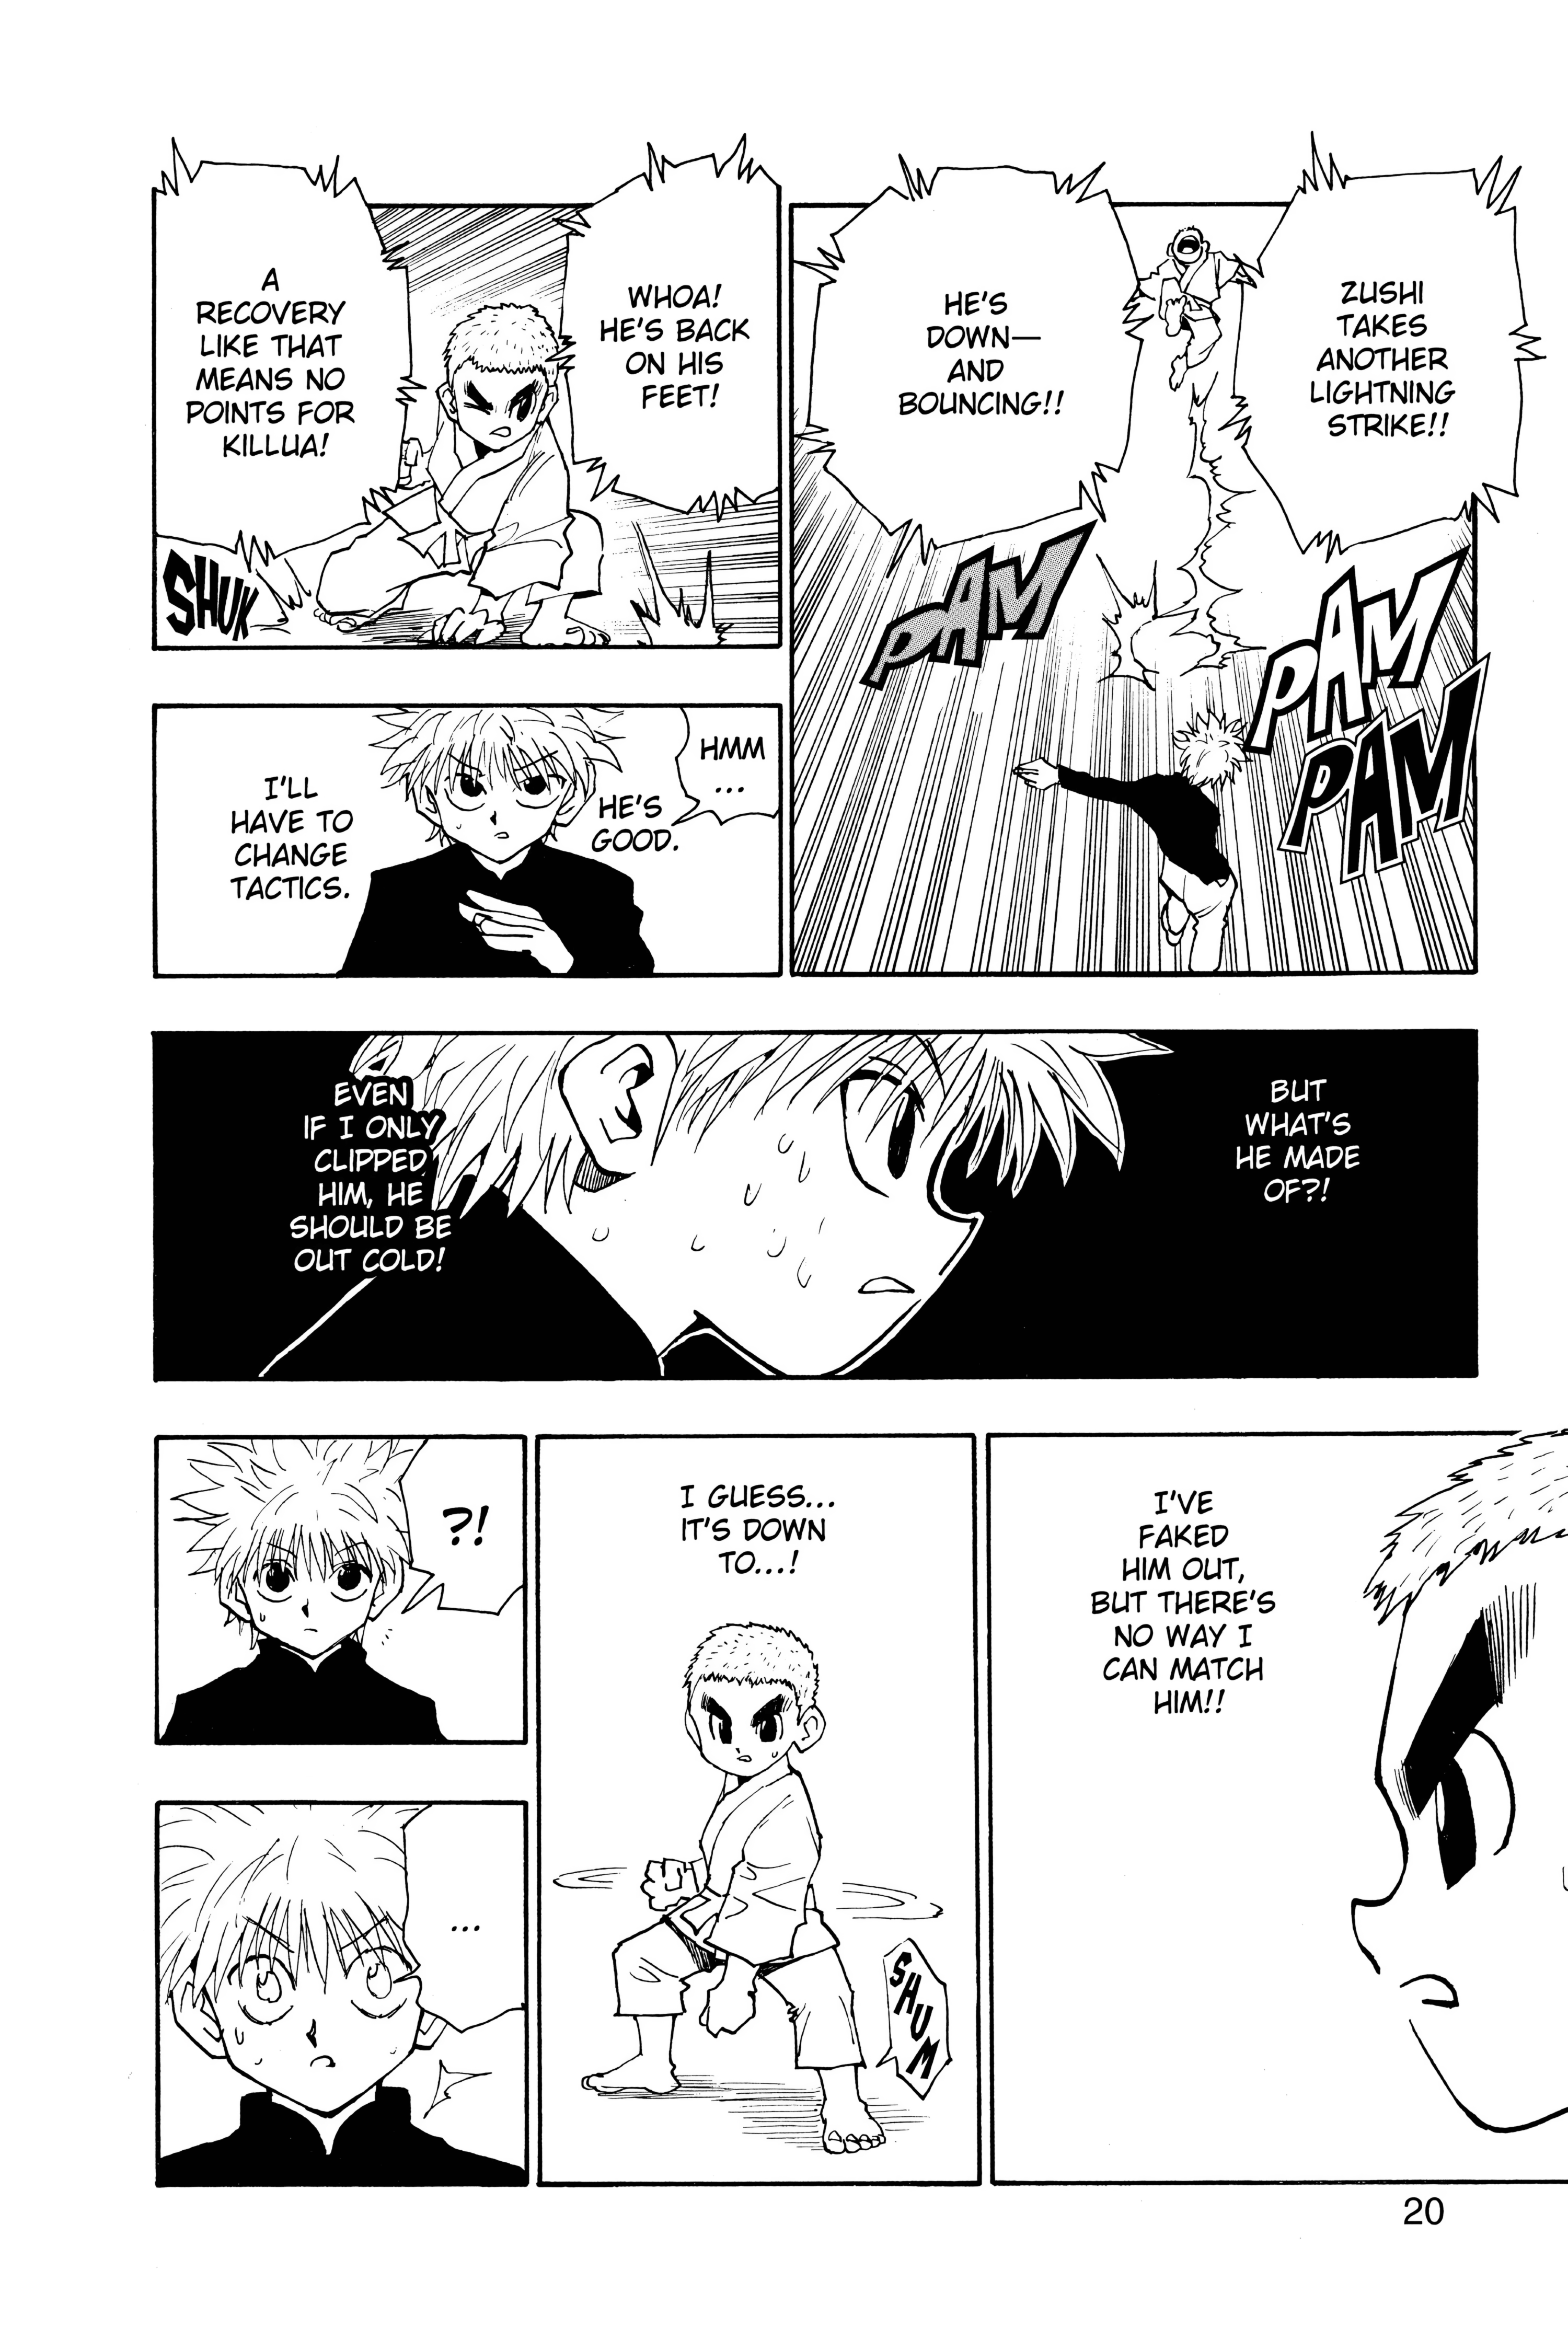 ZUSHI
TAKES
ANOTHER
LIGHTNING
STRIKE!!
HE'S
DOWN—
AND
BOUNCING!!
PAM
PAM
PAM
WHOA!
HE'S BACK
ON HIS
FEET!
A
RECOVERY
LIKE THAT
MEANS NO
POINTS FOR
KILLUA!
SHUK
HMM
...
HE'S
GOOD.
I'LL
HAVE TO
CHANGE
TACTICS.
BUT
WHAT'S
HE MADE
OF?!
EVEN
IF I ONLY
CLIPPED
HIM, HE
SHOULD BE
OUT COLD!
I'VE
FAKED
HIM OUT,
BUT THERE'S
NO WAY I
CAN MATCH
HIM!!
I GUESS...
IT'S DOWN
TO...!
SHUM
?!
...
20